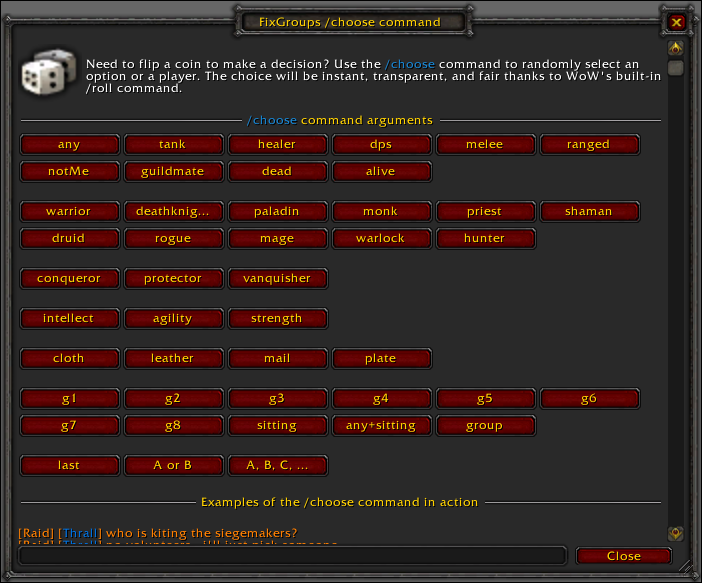 FixGroups /choose command
Need to flip a coin to make a decision? Use the /choose command to randomly select an
option or a player. The choice will be instant, transparent, and fair thanks to WoW's built-in
/roll command.
/choose command arguments
any tank healer dps melee ranged
notMe guildmate dead alive
warrior deathknig... paladin monk priest shaman
druid rogue mage warlock hunter
conqueror protector vanquisher
intellect agility strength
cloth leather mail plate
g1 g2 g3 g4 g5 g6
g7 g8 sitting any+sitting group
last A or B A, B, C, ...
Examples of the /choose command in action
[Raid] [Thrall] who is kiting the siegemakers?
[Raid] [Thrall] no volunteers
Close